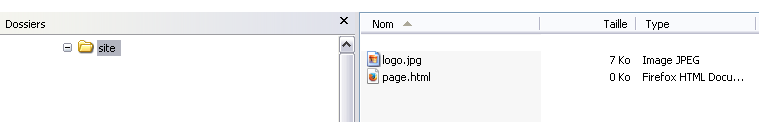 Dossiers
site
Nom Taille Type
logo.jpg 7 Ko Image JPEG
page.html 0 Ko Firefox HTML Docu...